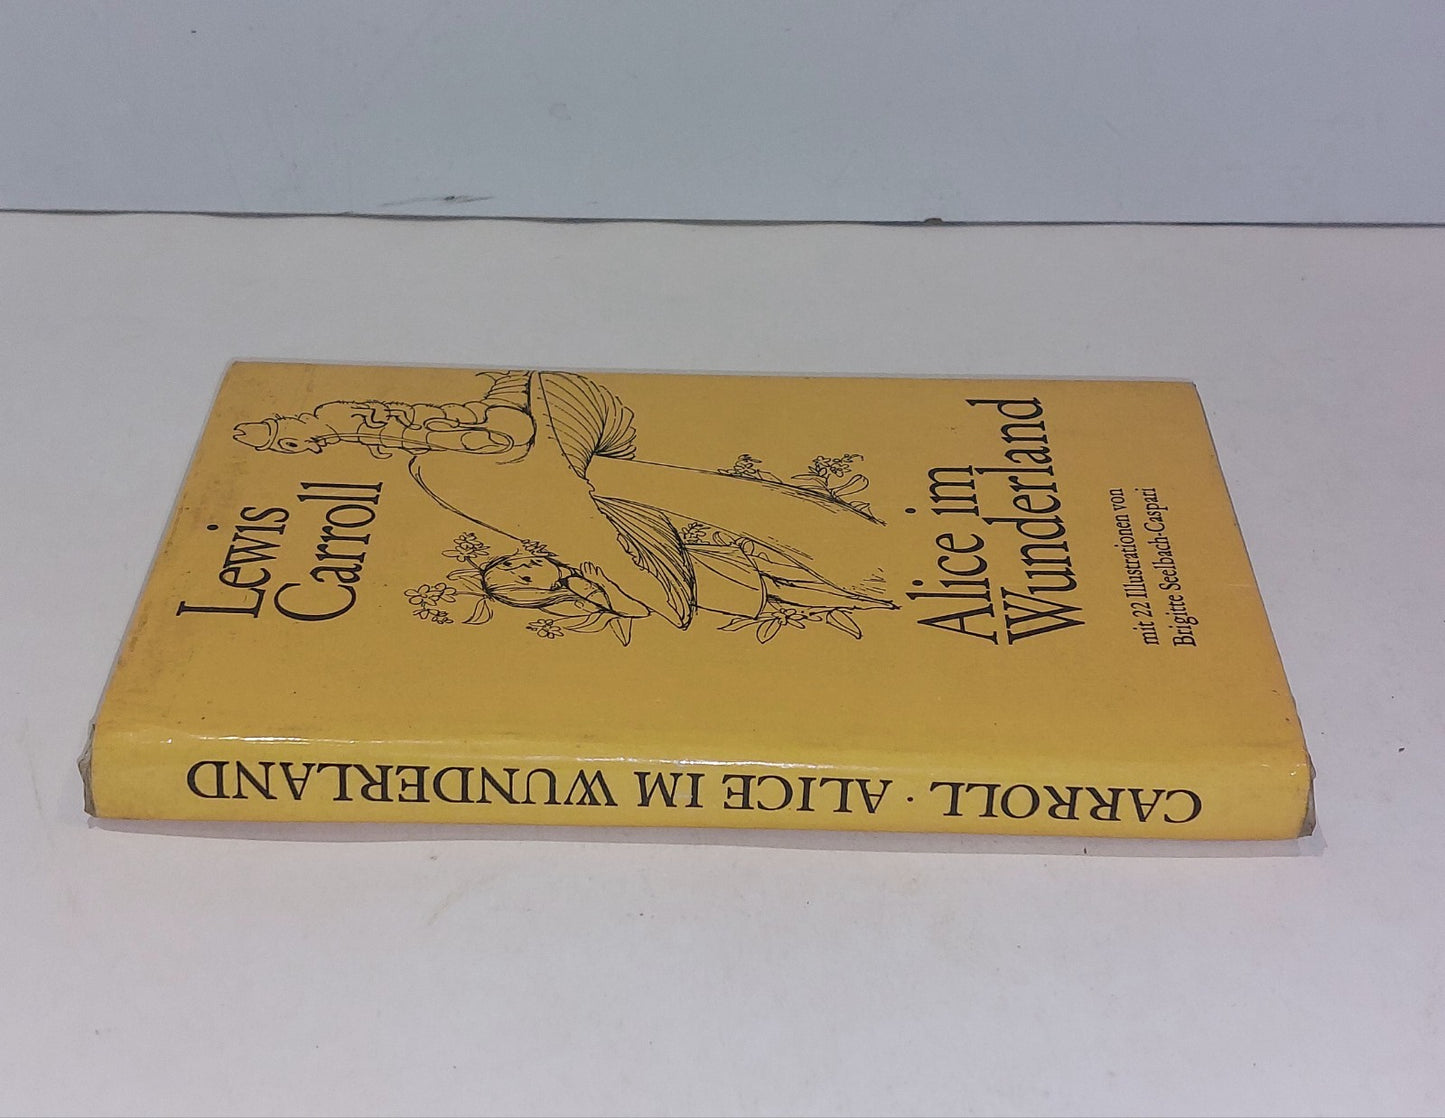 Lewis
Carroll
Alice im
Wunderland
mit 22 Illustrationen von
Brigitte Seelbach-Caspari
CARROLL · ALICE IM WUNDERLAND